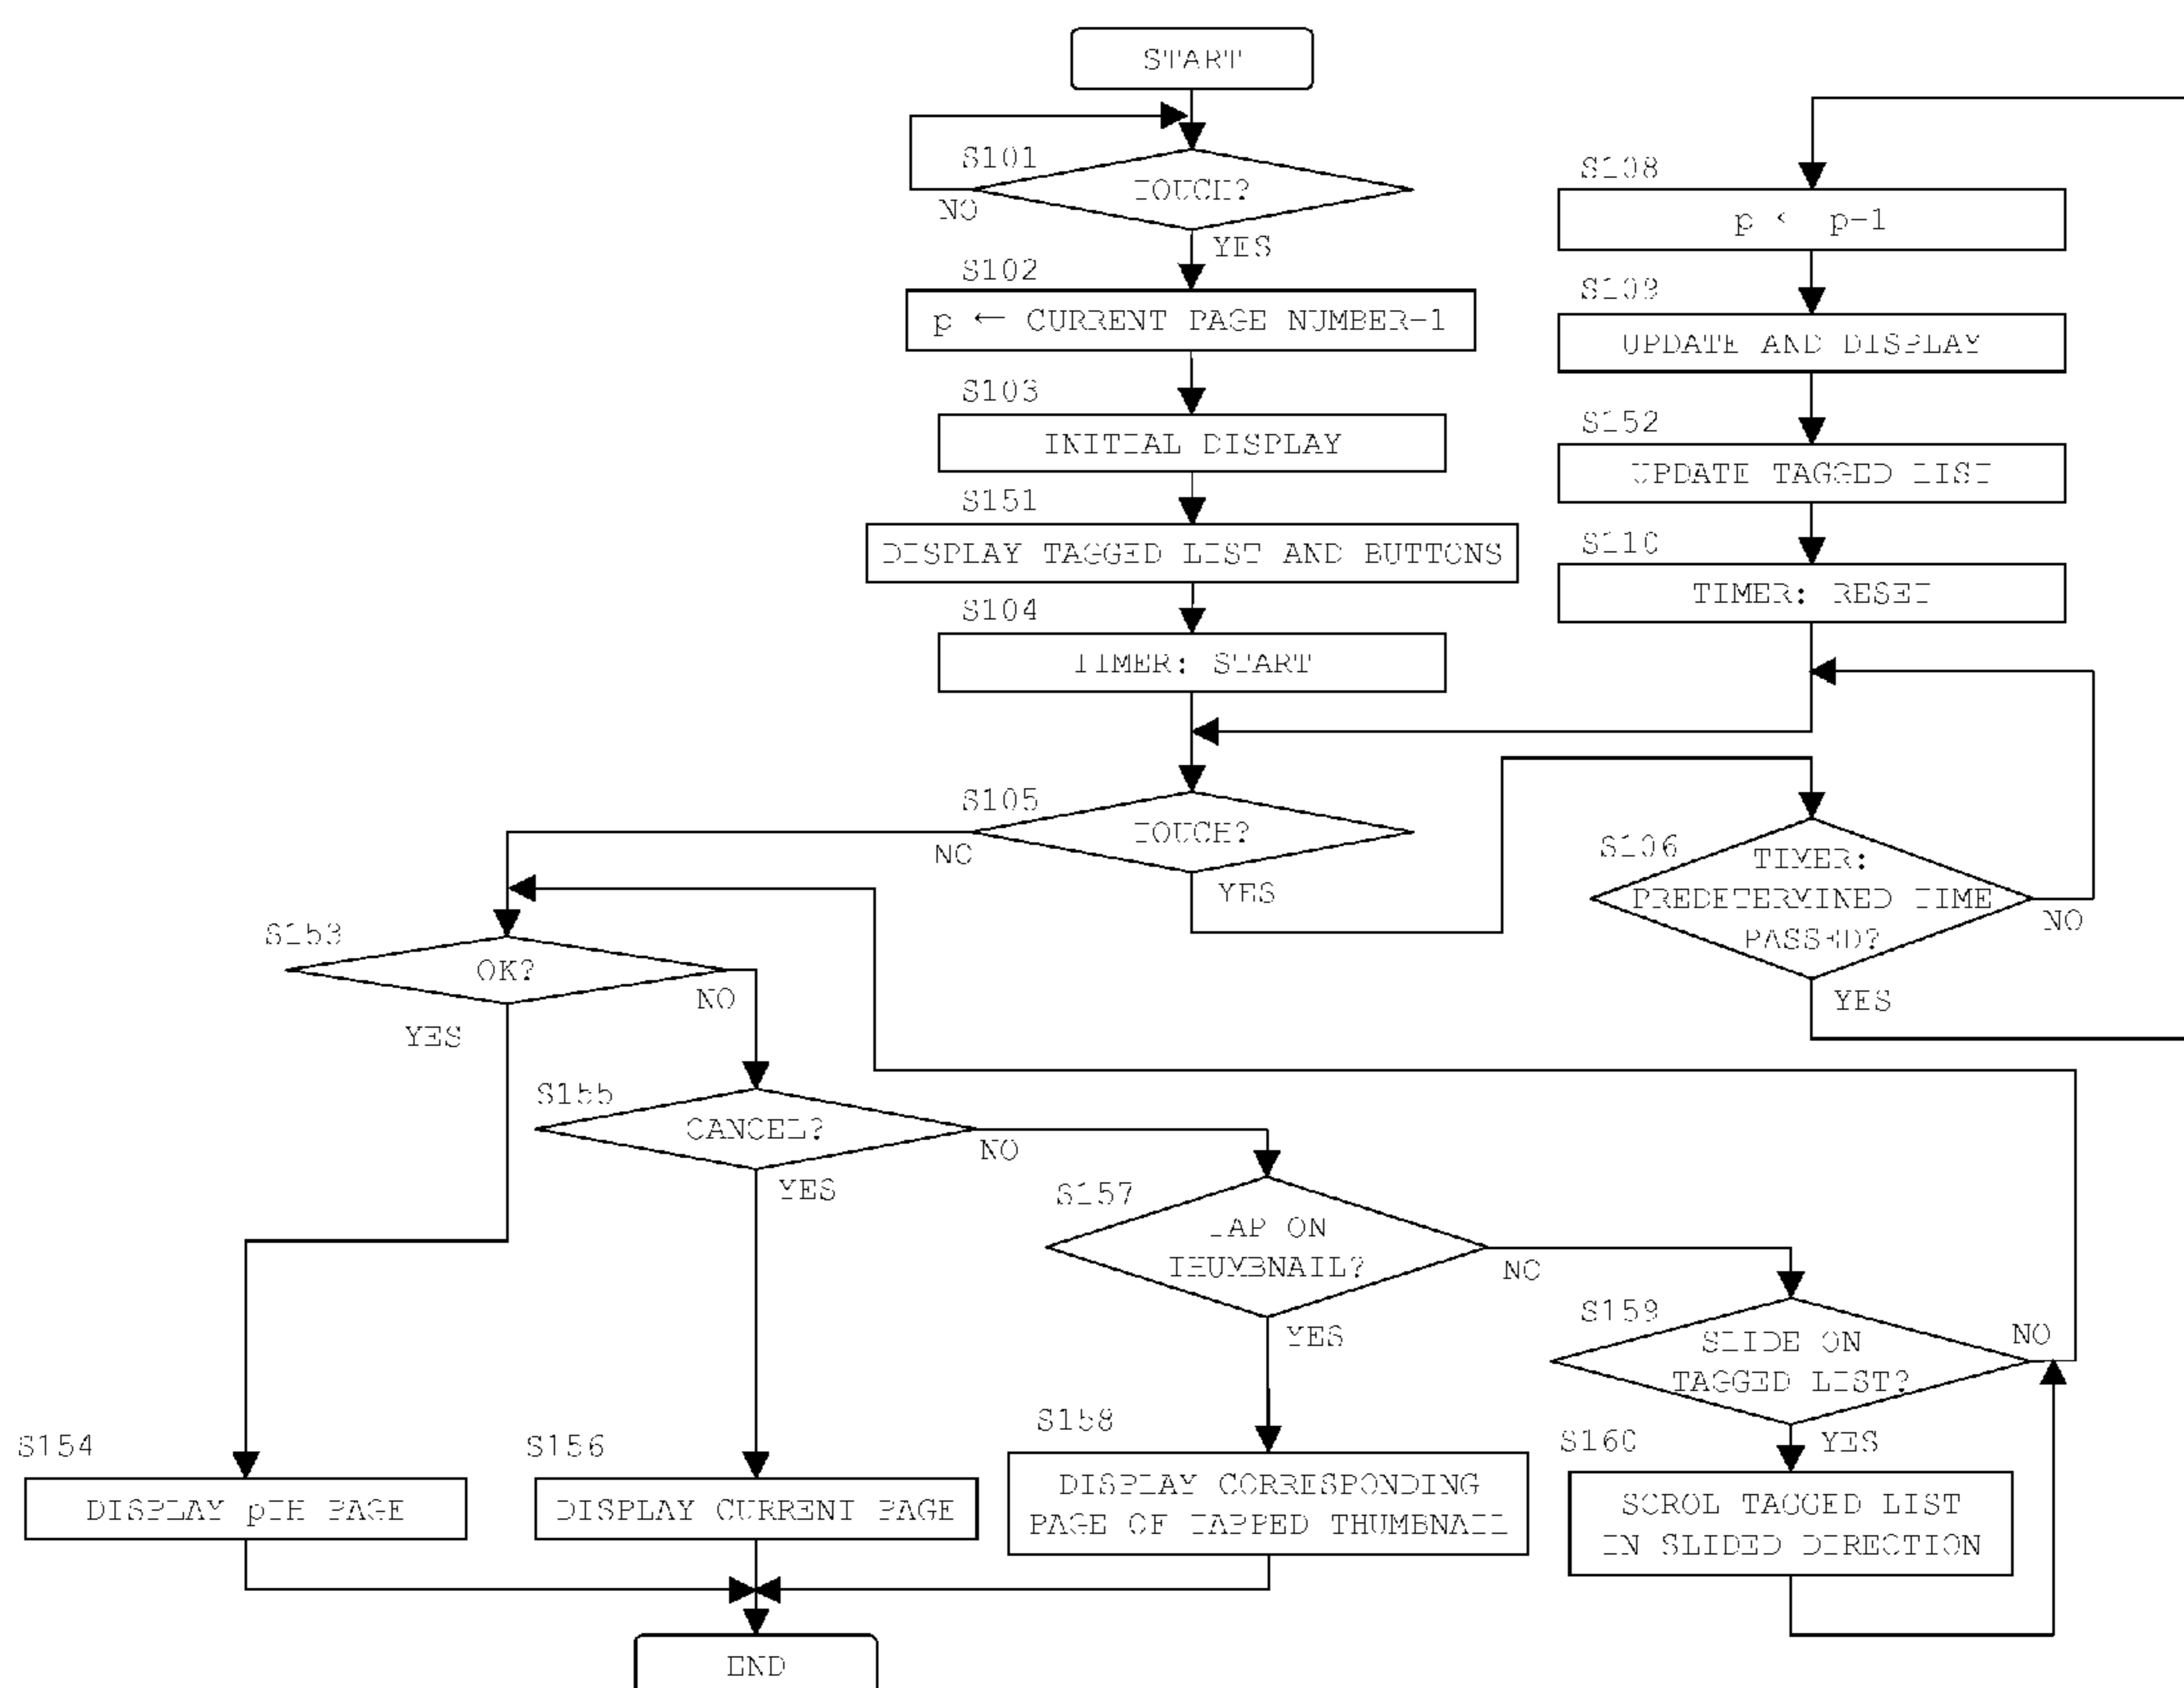 START
S101
TOUCH?
NO
YES
S102
p ← CURRENT PAGE NUMBER-1
S103
INITIAL DISPLAY
S151
DISPLAY TAGGED LIST AND BUTTONS
S104
TIMER: START
S108
p ← p-1
S109
UPDATE AND DISPLAY
S152
UPDATE TAGGED LIST
S110
TIMER: RESET
S105
TOUCH?
NO
YES
S106
TIMER:
PREDETERMINED TIME
PASSED?
NO
YES
S153
OK?
NO
YES
S155
CANCEL?
NO
YES
S157
TAP ON
THUMBNAIL?
NO
YES
S159
SLIDE ON
TAGGED LIST?
NO
YES
S154
DISPLAY pTH PAGE
S156
DISPLAY CURRENT PAGE
S158
DISPLAY CORRESPONDING
PAGE OF TAPPED THUMBNAIL
S160
SCROL TAGGED LIST
IN SLIDED DIRECTION
END